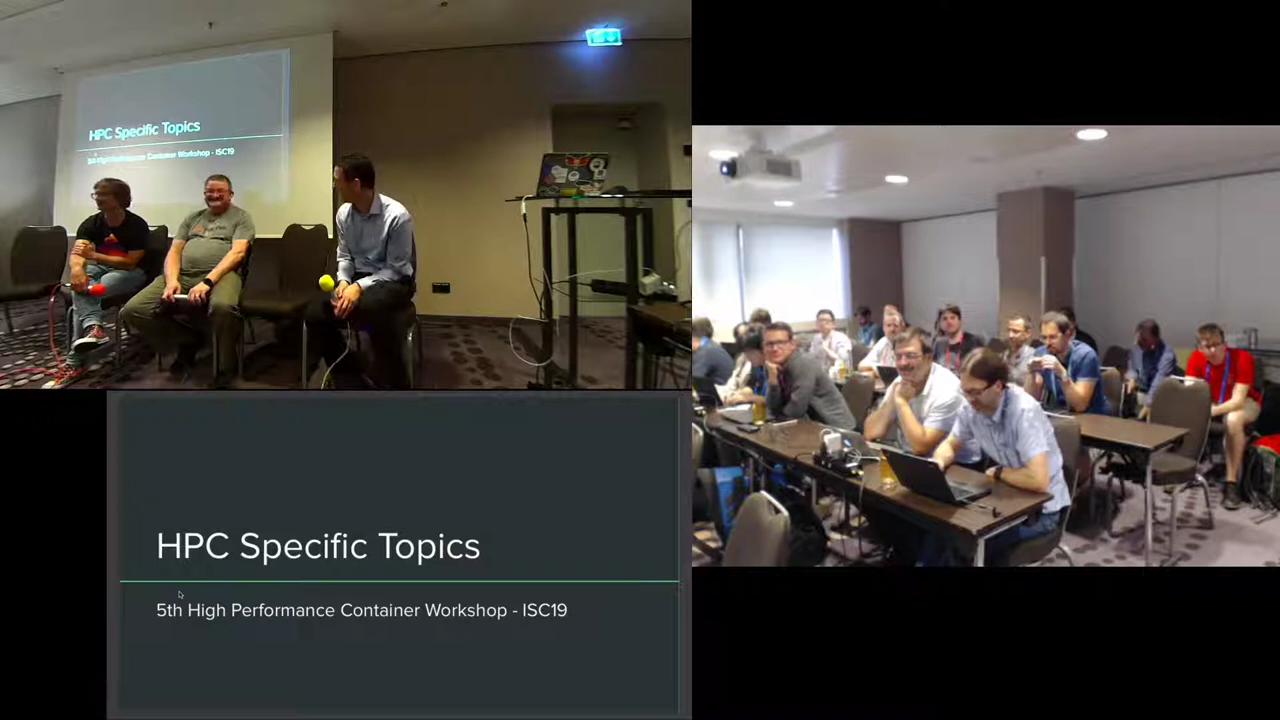 HPC Specific Topics
5th High Performance Container Workshop - ISC19
HPC Specific Topics
5th High Performance Container Workshop - ISC19